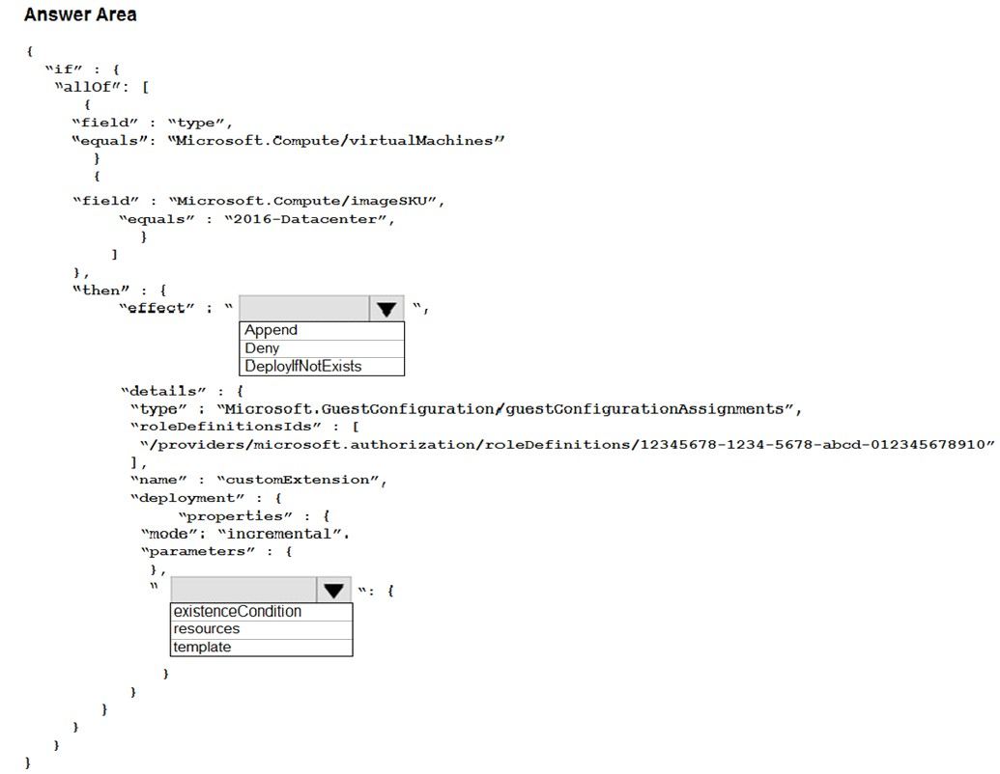 Answer Area
{
“if” : {
“allOf”: [
{
“field” : “type”,
“equals”: “Microsoft.Compute/virtualMachines”
}
{
“field” : “Microsoft.Compute/imageSKU”,
“equals” : “2016-Datacenter”,
}
]
},
“then” : {
“effect” : “ “,
Append
Deny
DeployIfNotExists
“details” : {
“type” : “Microsoft.GuestConfiguration/guestConfigurationAssignments”,
“roleDefinitionsIds” : [
“/providers/microsoft.authorization/roleDefinitions/12345678-1234-5678-abcd-012345678910”
],
“name” : “customExtension”,
“deployment” : {
“properties” : {
“mode”: “incremental”.
“parameters” : {
},
“ “: {
existenceCondition
resources
template
}
}
}
}
}
}